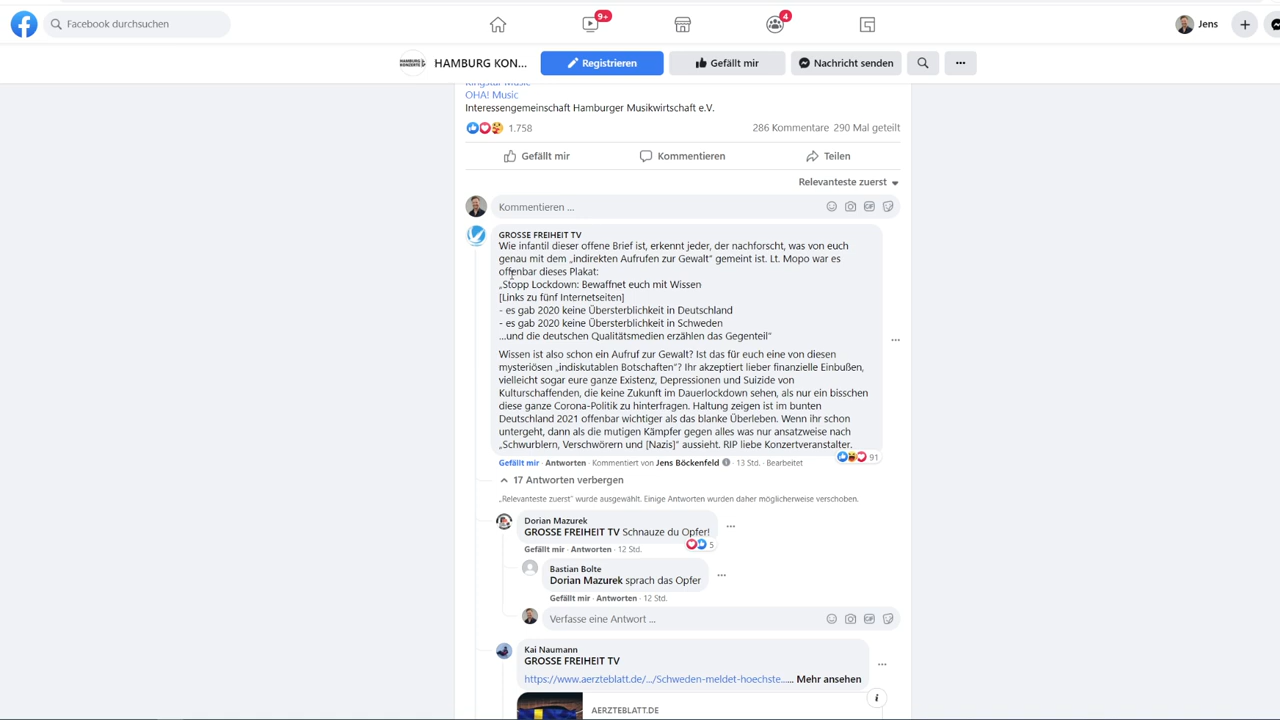 Facebook durchsuchen
9+
4
Jens
HAMBURG KONZERTE
HAMBURG KON...
Registrieren
Gefällt mir
Nachricht senden
OHA! Music
Interessengemeinschaft Hamburger Musikwirtschaft e.V.
1.758
286 Kommentare 290 Mal geteilt
Gefällt mir
Kommentieren
Teilen
Relevanteste zuerst
Kommentieren ...
GROSSE FREIHEIT TV
Wie infantil dieser offene Brief ist, erkennt jeder, der nachforscht, was von euch
genau mit dem „indirekten Aufrufen zur Gewalt" gemeint ist. Lt. Mopo war es
offenbar dieses Plakat:
„Stopp Lockdown: Bewaffnet euch mit Wissen
[Links zu fünf Internetseiten]
- es gab 2020 keine Übersterblichkeit in Deutschland
- es gab 2020 keine Übersterblichkeit in Schweden
...und die deutschen Qualitätsmedien erzählen das Gegenteil"
Wissen ist also schon ein Aufruf zur Gewalt? Ist das für euch eine von diesen
mysteriösen „indiskutablen Botschaften"? Ihr akzeptiert lieber finanzielle Einbußen,
vielleicht sogar eure ganze Existenz, Depressionen und Suizide von
Kulturschaffenden, die keine Zukunft im Dauerlockdown sehen, als nur ein bisschen
diese ganze Corona-Politik zu hinterfragen. Haltung zeigen ist im bunten
Deutschland 2021 offenbar wichtiger als das blanke Überleben. Wenn ihr schon
untergeht, dann als die mutigen Kämpfer gegen alles was nur ansatzweise nach
„Schwurblern, Verschwörern und [Nazis]" aussieht. RIP liebe Konzertveranstalter.
91
Gefällt mir · Antworten · Kommentiert von Jens Böckenfeld · 13 Std. · Bearbeitet
17 Antworten verbergen
„Relevanteste zuerst" wurde ausgewählt. Einige Antworten wurden daher möglicherweise verschoben.
Dorian Mazurek
GROSSE FREIHEIT TV Schnauze du Opfer!
5
Gefällt mir · Antworten · 12 Std.
Bastian Bolte
Dorian Mazurek sprach das Opfer
Gefällt mir · Antworten · 12 Std.
Verfasse eine Antwort ...
Kai Naumann
GROSSE FREIHEIT TV
https://www.aerzteblatt.de/.../Schweden-meldet-hoechste...... Mehr ansehen
AERZTEBLATT.DE